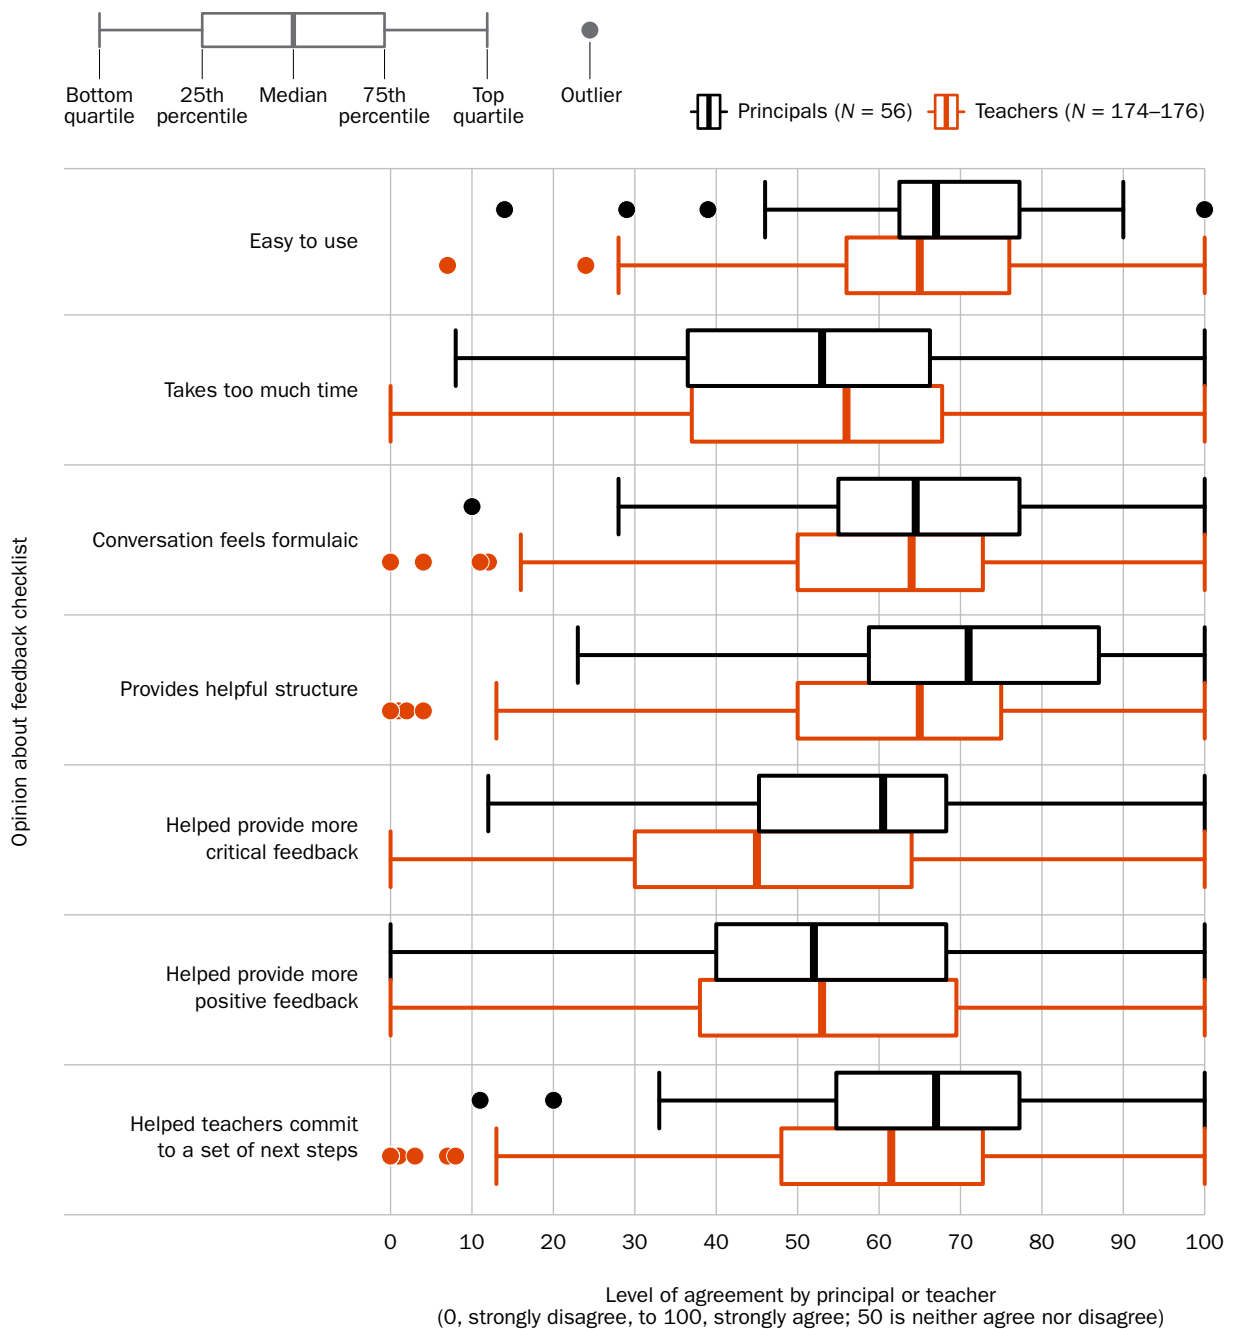 Bottom
quartile
25th
percentile
Median
75th
percentile
Top
quartile
Outlier
Principals (N = 56)
Teachers (N = 174–176)
Opinion about feedback checklist
Easy to use
Takes too much time
Conversation feels formulaic
Provides helpful structure
Helped provide more
critical feedback
Helped provide more
positive feedback
Helped teachers commit
to a set of next steps
0 10 20 30 40 50 60 70 80 90 100
Level of agreement by principal or teacher
(0, strongly disagree, to 100, strongly agree; 50 is neither agree nor disagree)